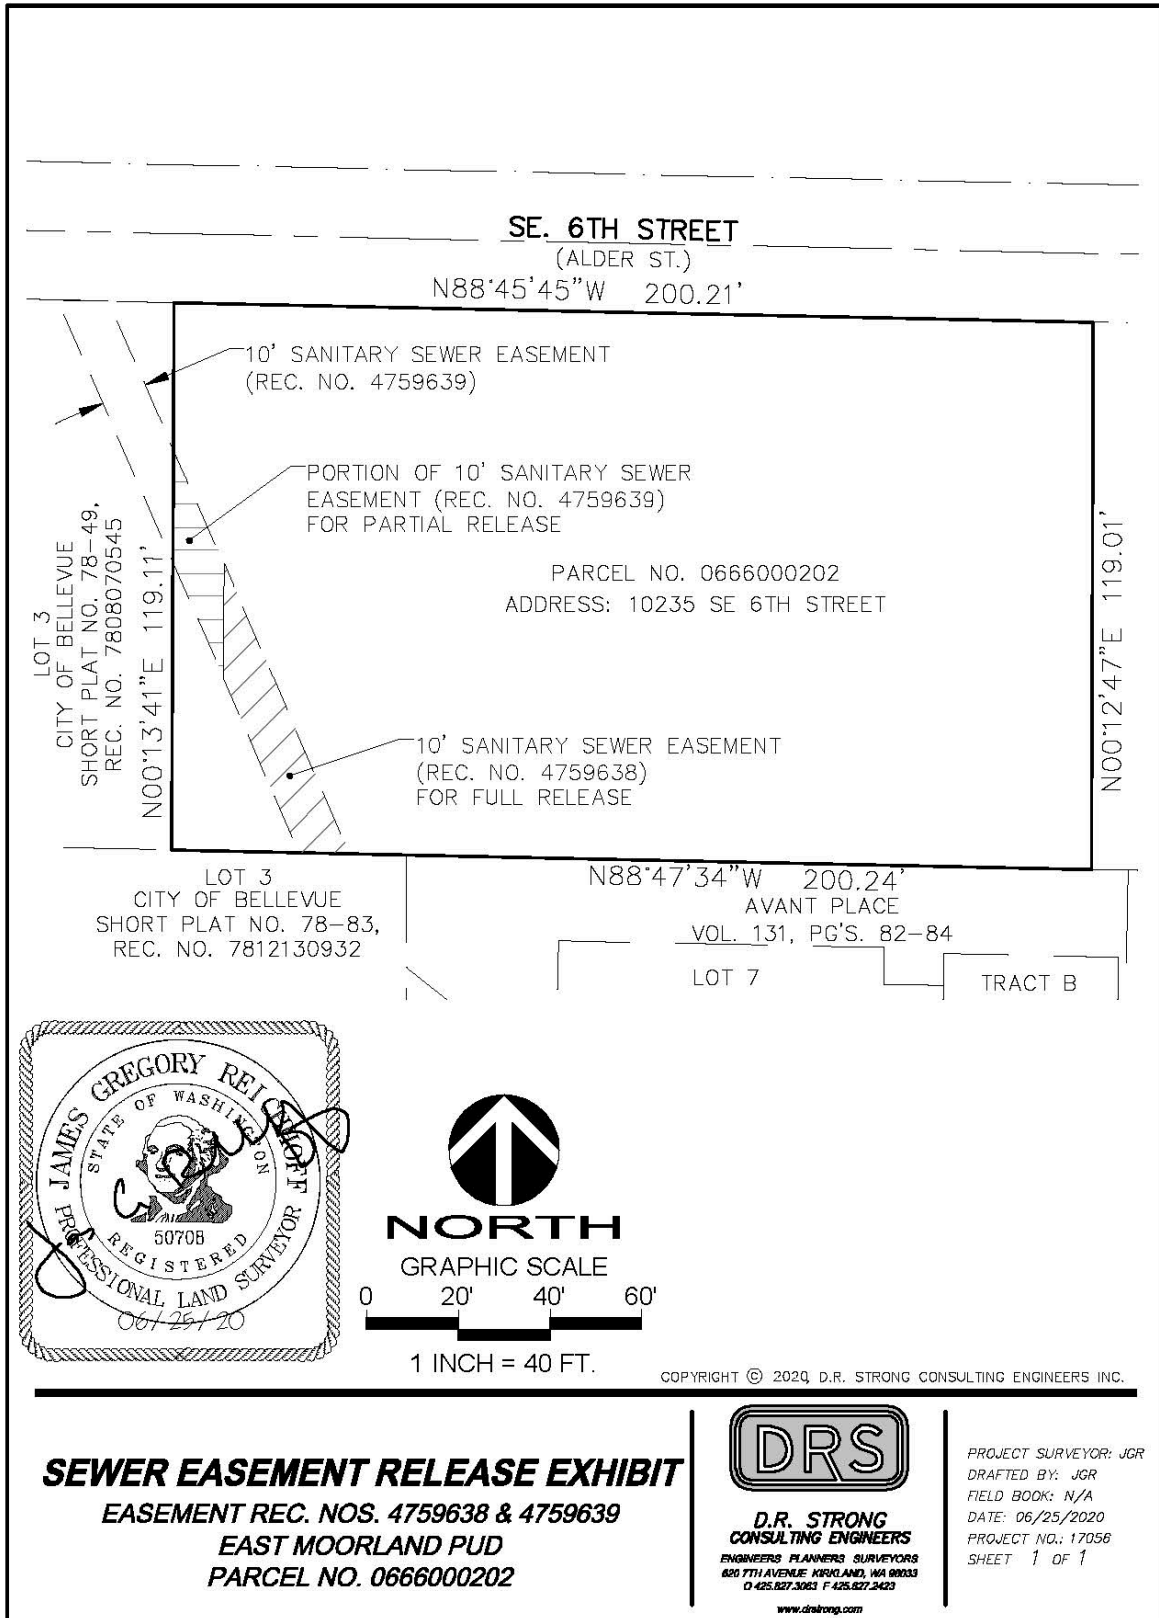 SE. 6TH STREET
(ALDER ST.)
N88°45'45"W 200.21'
10' SANITARY SEWER EASEMENT
(REC. NO. 4759639)
PORTION OF 10' SANITARY SEWER
EASEMENT (REC. NO. 4759639)
FOR PARTIAL RELEASE
PARCEL NO. 0666000202
ADDRESS: 10235 SE 6TH STREET
LOT 3
CITY OF BELLEVUE
SHORT PLAT NO. 78-49,
REC. NO. 7808070545
N00°13'41"E 119.11'
N00°12'47"E 119.01'
10' SANITARY SEWER EASEMENT
(REC. NO. 4759638)
FOR FULL RELEASE
N88°47'34"W 200.24'
LOT 3
CITY OF BELLEVUE
SHORT PLAT NO. 78-83,
REC. NO. 7812130932
AVANT PLACE
VOL. 131, PG'S. 82-84
LOT 7
TRACT B
JAMES GREGORY REICHHOFF
STATE OF WASHINGTON
50708
REGISTERED
PROFESSIONAL LAND SURVEYOR
06/25/20
NORTH
GRAPHIC SCALE
0 20' 40' 60'
1 INCH = 40 FT.
COPYRIGHT © 2020, D.R. STRONG CONSULTING ENGINEERS INC.
SEWER EASEMENT RELEASE EXHIBIT
EASEMENT REC. NOS. 4759638 & 4759639
EAST MOORLAND PUD
PARCEL NO. 0666000202
DRS
D.R. STRONG
CONSULTING ENGINEERS
ENGINEERS PLANNERS SURVEYORS
620 7TH AVENUE KIRKLAND, WA 98033
O 425.827.3063 F 425.827.2423
www.drstrong.com
PROJECT SURVEYOR: JGR
DRAFTED BY: JGR
FIELD BOOK: N/A
DATE: 06/25/2020
PROJECT NO.: 17056
SHEET 1 OF 1